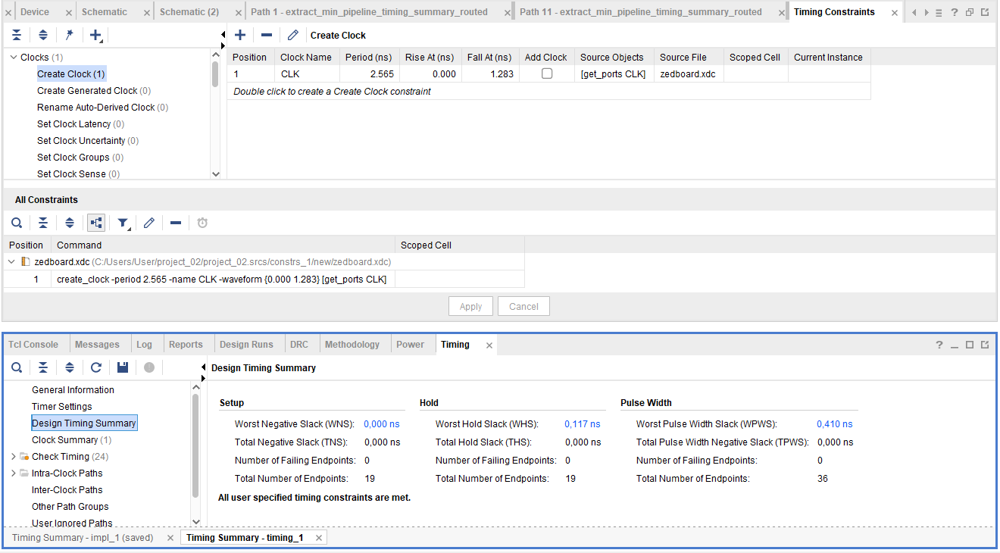 Device Schematic Schematic (2) Path 1 - extract_min_pipeline_timing_summary_routed Path 11 - extract_min_pipeline_timing_summary_routed Timing Constraints
Create Clock
Clocks (1)
Create Clock (1)
Create Generated Clock (0)
Rename Auto-Derived Clock (0)
Set Clock Latency (0)
Set Clock Uncertainty (0)
Set Clock Groups (0)
Set Clock Sense (0)
Position Clock Name Period (ns) Rise At (ns) Fall At (ns) Add Clock Source Objects Source File Scoped Cell Current Instance
1 CLK 2.565 0.000 1.283 [get_ports CLK] zedboard.xdc
Double click to create a Create Clock constraint
All Constraints
Position Command Scoped Cell
zedboard.xdc (C:/Users/User/project_02/project_02.srcs/constrs_1/new/zedboard.xdc)
1 create_clock -period 2.565 -name CLK -waveform {0.000 1.283} [get_ports CLK]
Apply Cancel
Tcl Console Messages Log Reports Design Runs DRC Methodology Power Timing
Design Timing Summary
General Information
Timer Settings
Design Timing Summary
Clock Summary (1)
Check Timing (24)
Intra-Clock Paths
Inter-Clock Paths
Other Path Groups
User Ignored Paths
Setup Hold Pulse Width
Worst Negative Slack (WNS): 0,000 ns Worst Hold Slack (WHS): 0,117 ns Worst Pulse Width Slack (WPWS): 0,410 ns
Total Negative Slack (TNS): 0,000 ns Total Hold Slack (THS): 0,000 ns Total Pulse Width Negative Slack (TPWS): 0,000 ns
Number of Failing Endpoints: 0 Number of Failing Endpoints: 0 Number of Failing Endpoints: 0
Total Number of Endpoints: 19 Total Number of Endpoints: 19 Total Number of Endpoints: 36
All user specified timing constraints are met.
Timing Summary - impl_1 (saved) Timing Summary - timing_1